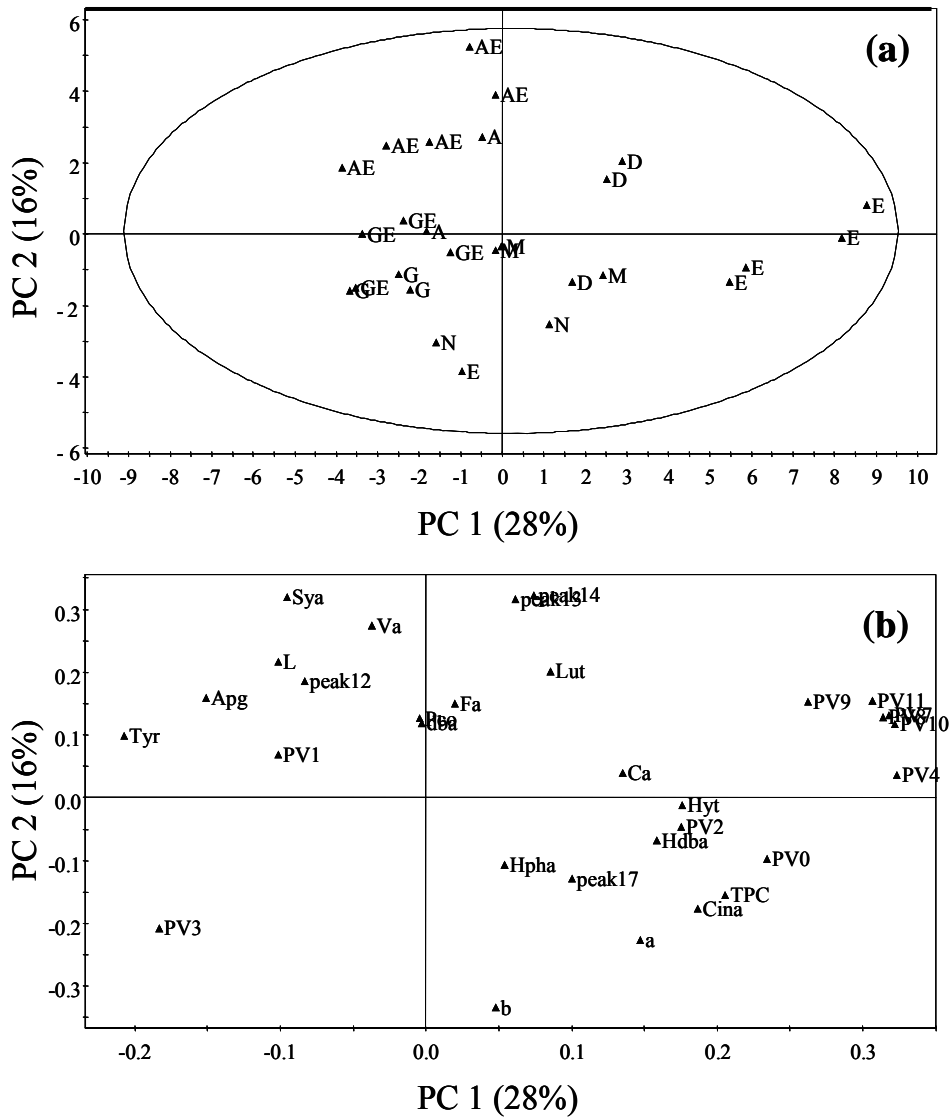 (a)
6
AE
4
AE
A
AE
AE
2
AE
D
D
E
GE
A
0
GE
E
M
GE
M
E
G
D
M
E
GE
G
G
- 2
N
N
E
- 4
- 6
-10 -9 -8 -7 -6 -5 -4 -3 -2 -1 0 1 2 3 4 5 6 7 8 9 10
PC 1 (28%)
PC 2 (16%)
(b)
0.3
Sya
peak13
peak14
Va
L
0.2
peak12
Lut
Apg
Fa
PV9
PV11
dba
PV7
PV8
PV10
0.1
Tyr
PV1
Ca
PV4
0.0
Hyt
PV2
Hdba
-0.1
Hpha
PV0
peak17
TPC
Cina
-0.2
PV3
a
-0.3
b
-0.2 -0.1 0.0 0.1 0.2 0.3
PC 1 (28%)
PC 2 (16%)